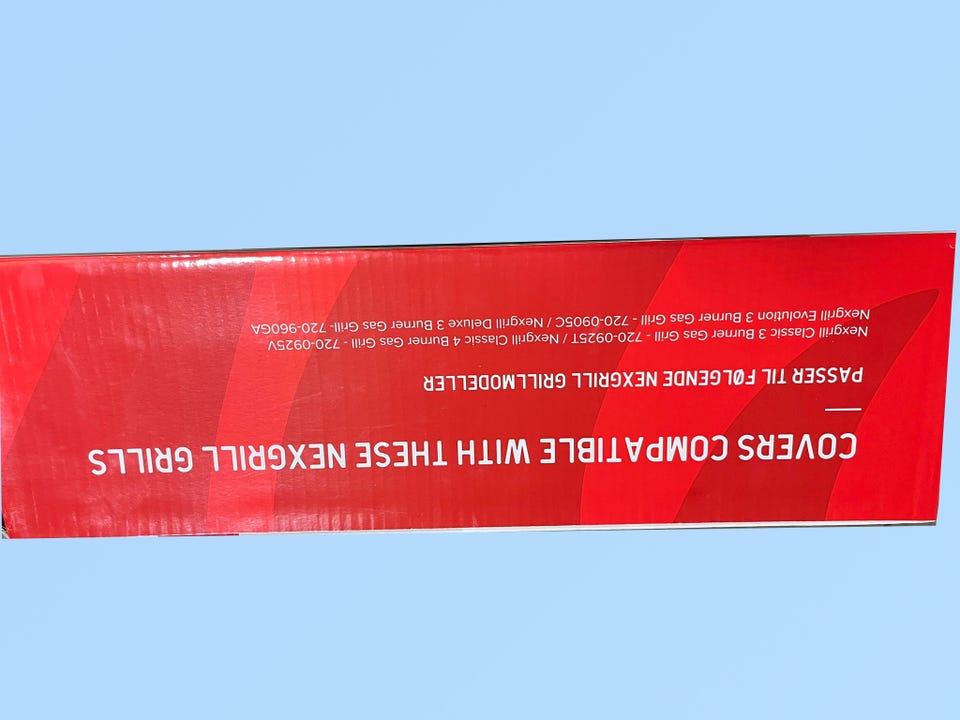 COVERS COMPATIBLE WITH THESE NEXGRILL GRILLS
PASSER TIL FØLGENDE NEXGRILL GRILLMODELLER
Nexgrill Classic 3 Burner Gas Grill - 720-0925T / Nexgrill Classic 4 Burner Gas Grill - 720-0925V
Nexgrill Evolution 3 Burner Gas Grill - 720-0905C / Nexgrill Deluxe 3 Burner Gas Grill- 720-960GA